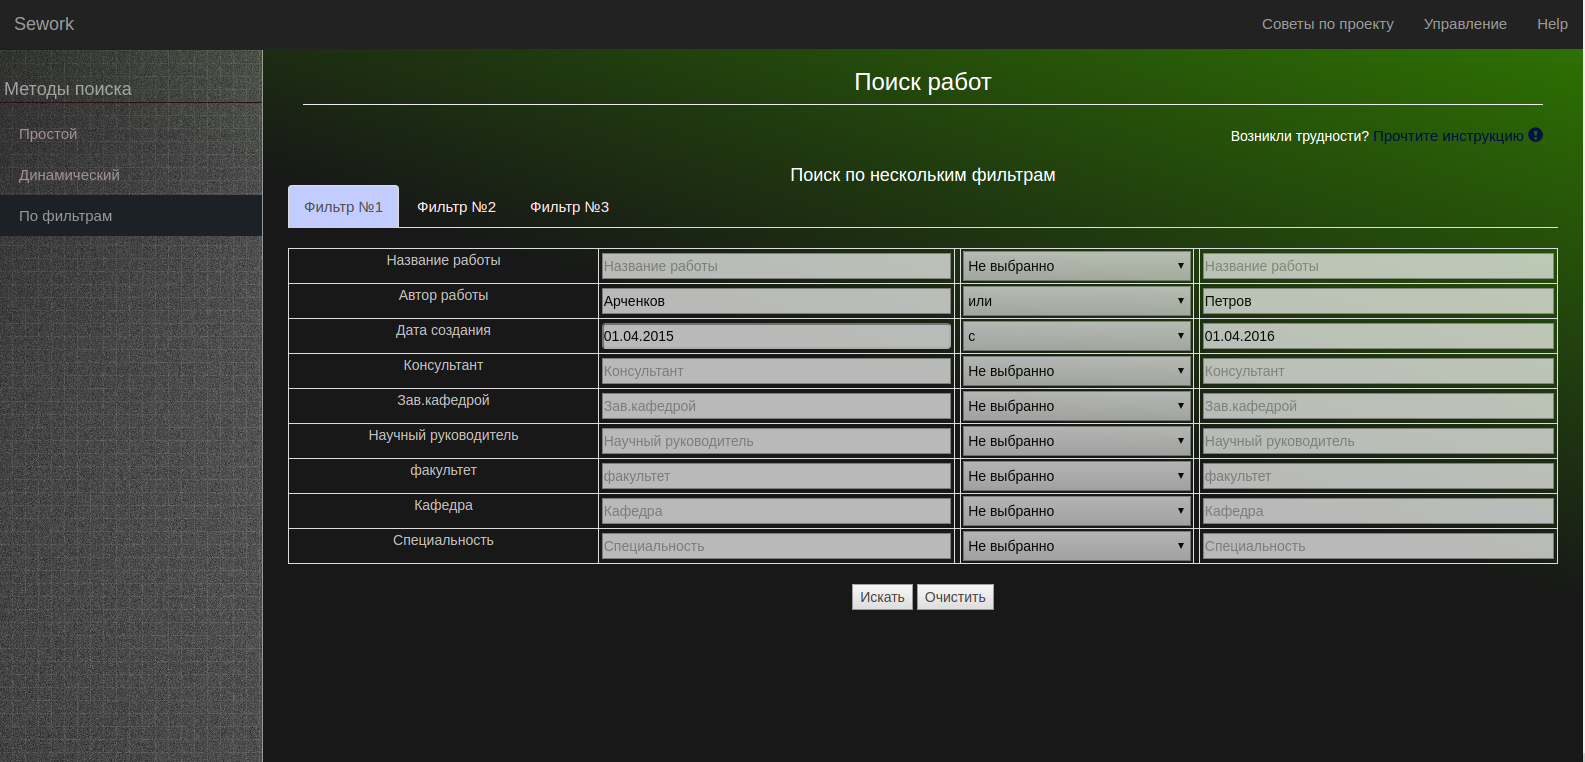 Sework Советы по проекту Управление Help
Методы поиска
Простой
Динамический
По фильтрам
Поиск работ
Возникли трудности? Прочтите инструкцию
Поиск по нескольким фильтрам
Фильтр №1 Фильтр №2 Фильтр №3
Название работы Название работы Не выбранно Название работы
Автор работы Арченков или Петров
Дата создания 01.04.2015 с 01.04.2016
Консультант Консультант Не выбранно Консультант
Зав.кафедрой Зав.кафедрой Не выбранно Зав.кафедрой
Научный руководитель Научный руководитель Не выбранно Научный руководитель
факультет факультет Не выбранно факультет
Кафедра Кафедра Не выбранно Кафедра
Специальность Специальность Не выбранно Специальность
Искать Очистить